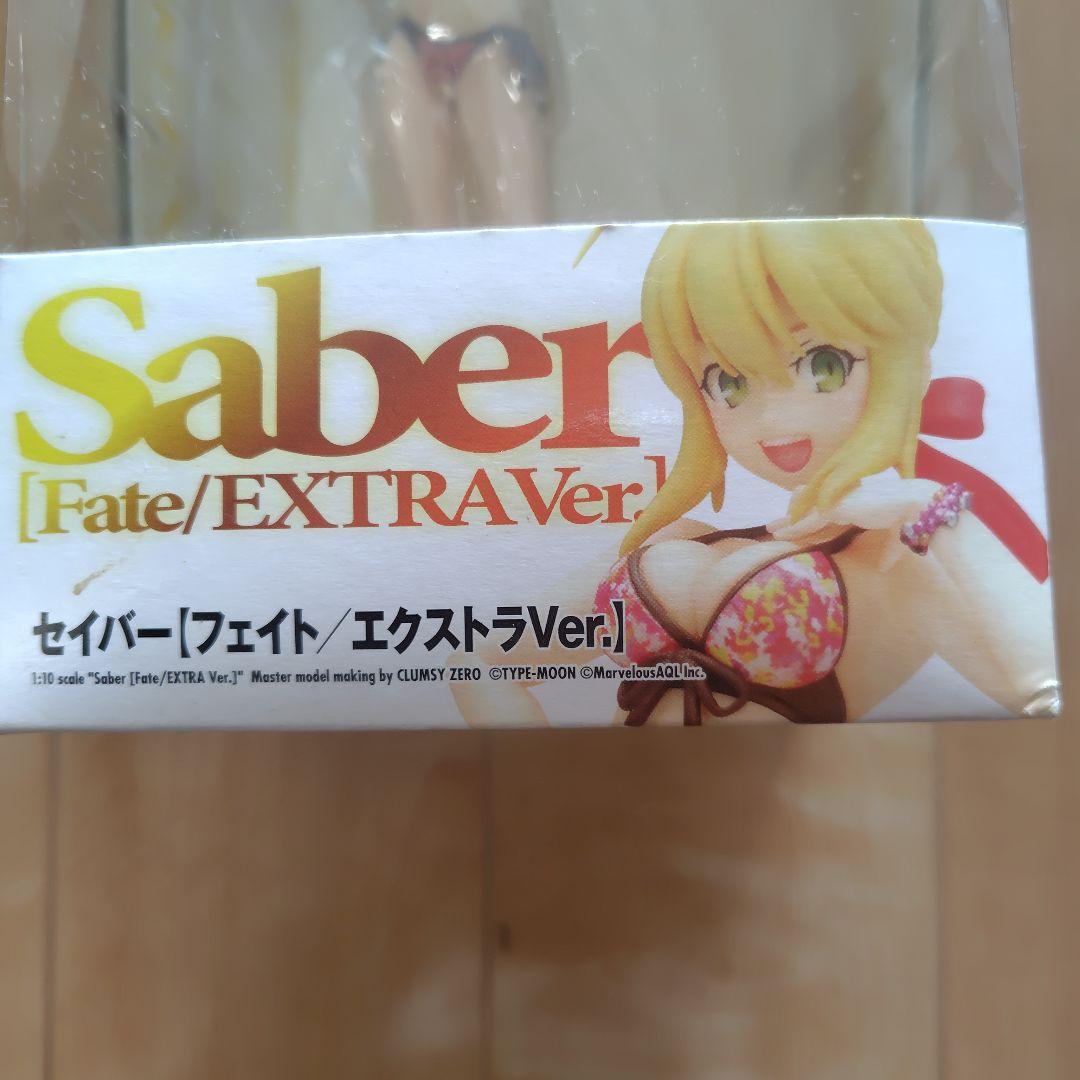 Saber
[Fate/EXTRA Ver.]
セイバー【フェイト/エクストラVer.】
1:10 scale "Saber [Fate/EXTRA Ver.]" Master model making by CLUMSY ZERO ©TYPE-MOON ©MarvelousAQL Inc.